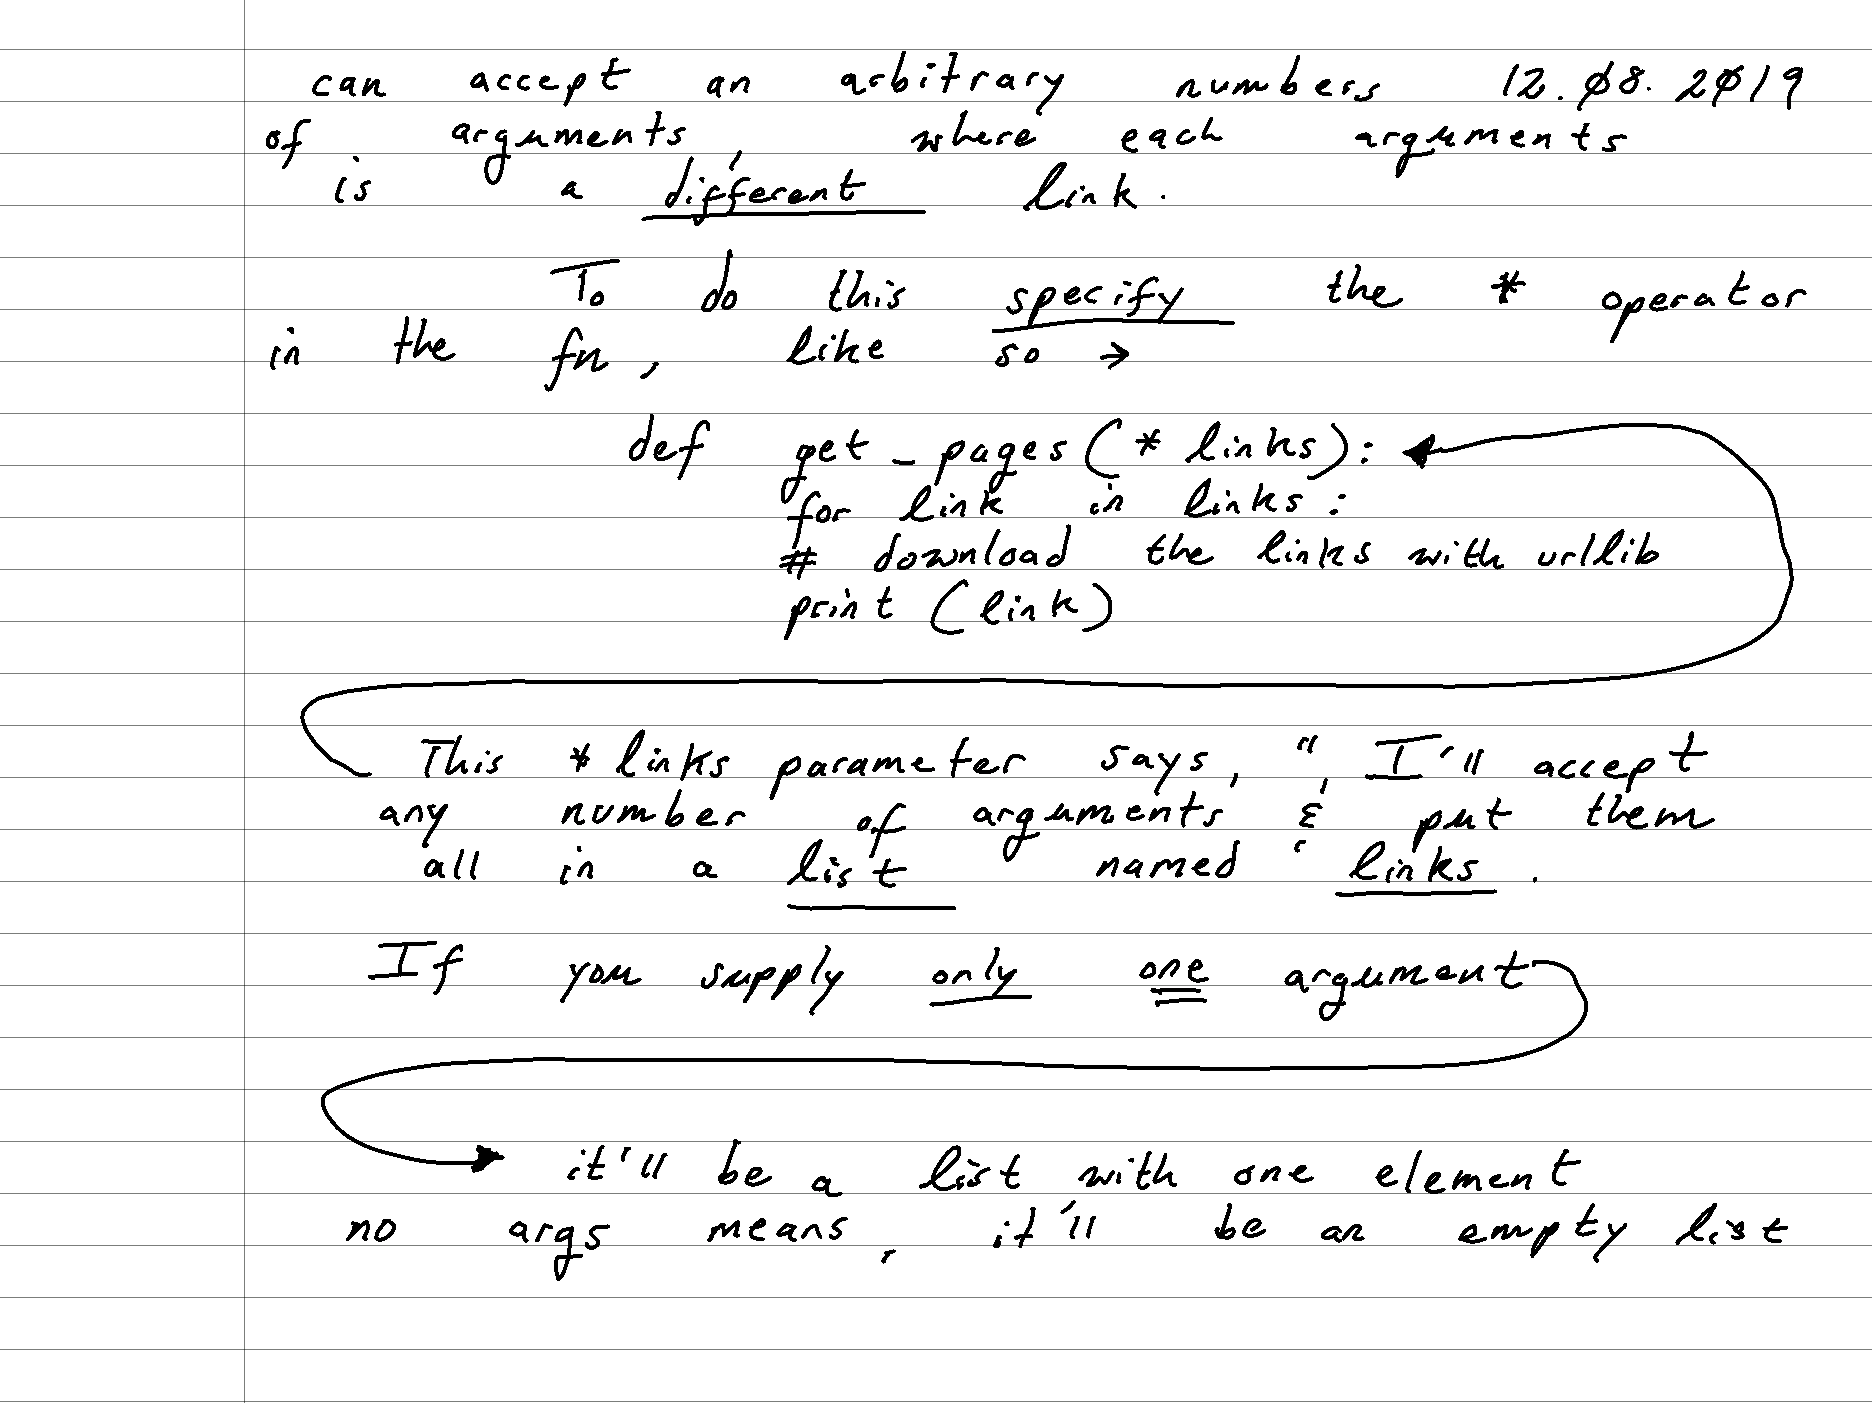 can accept an arbitrary numbers 12.08.2019
of arguments, where each arguments
is a different link.
To do this specify the * operator
in the fn, like so →
def get_pages(* links):
for link in links:
# download the links with urllib
print (link)
This *links parameter says, " I'll accept
any number of arguments & put them
all in a list named links.
If you supply only one argument
it'll be a list with one element
no args means, it'll be an empty list